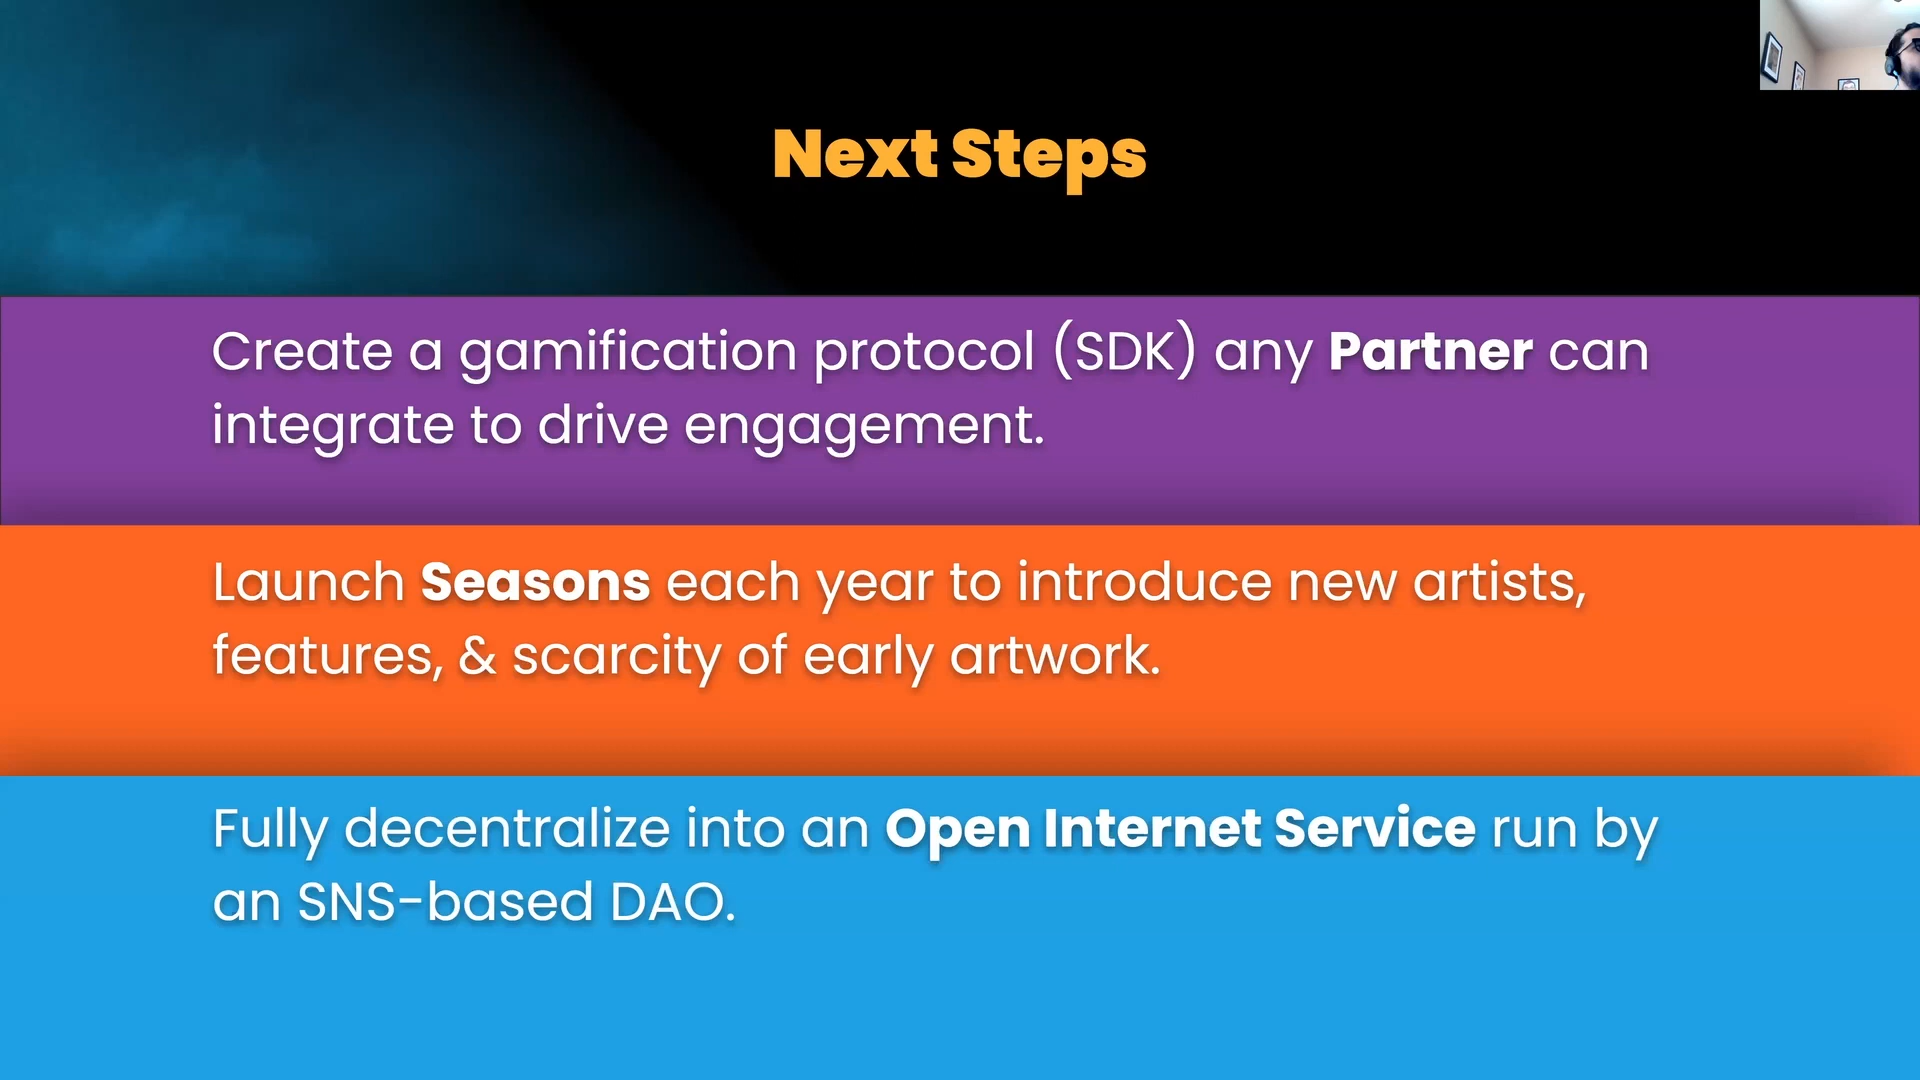 Next Steps
Create a gamification protocol (SDK) any Partner can
integrate to drive engagement.
Launch Seasons each year to introduce new artists,
features, & scarcity of early artwork.
Fully decentralize into an Open Internet Service run by
an SNS-based DAO.